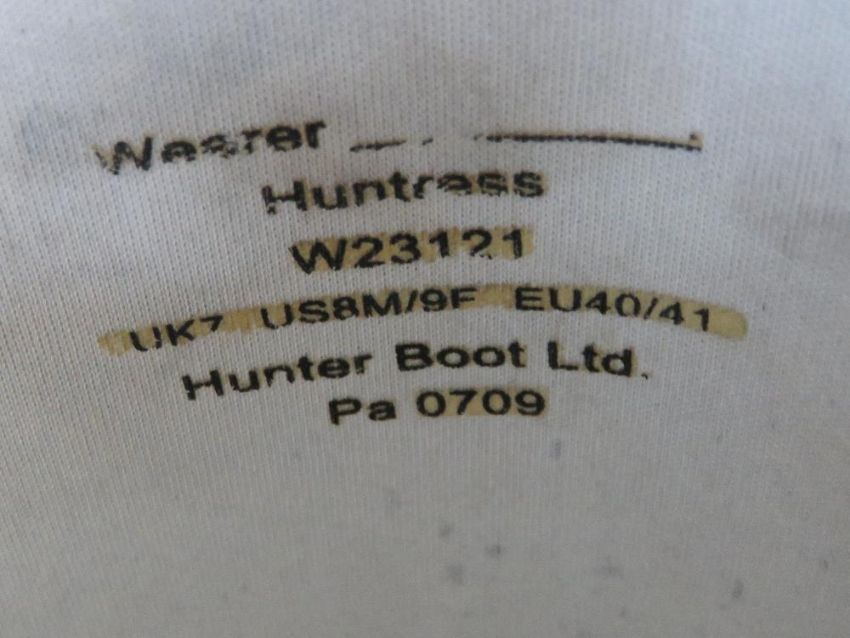 Wearer
Huntress
W23121
UK7 US8M/9F EU40/41
Hunter Boot Ltd.
Pa 0709